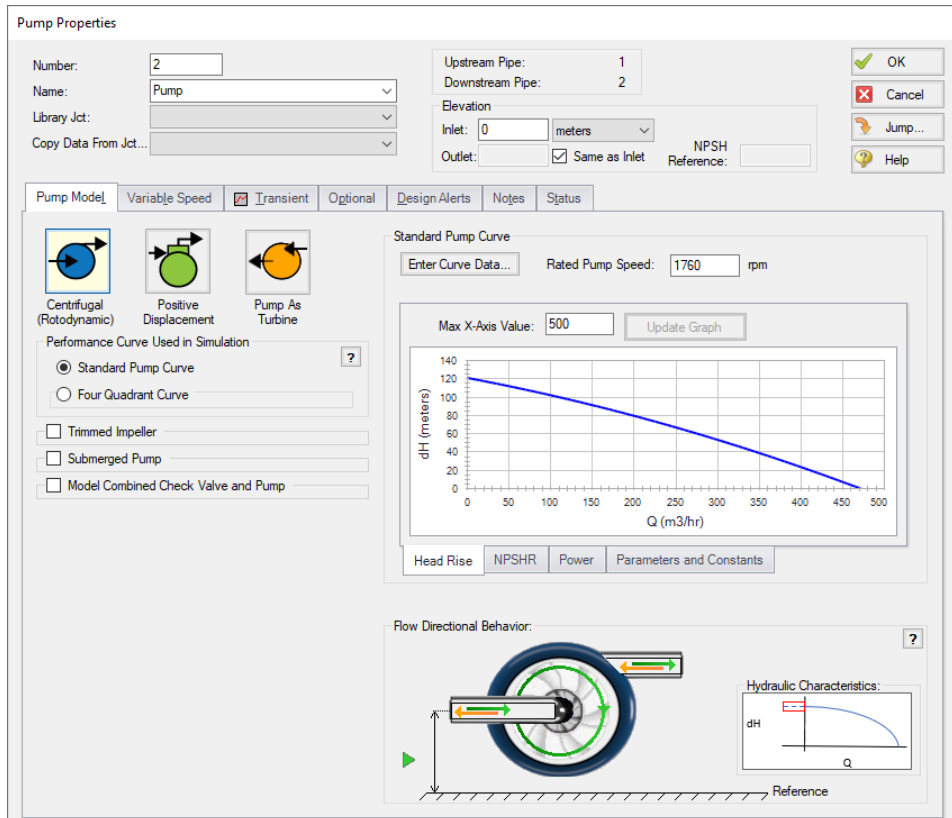 Pump Properties
Number: 2
Name: Pump
Library Jct:
Copy Data From Jct...
Upstream Pipe: 1
Downstream Pipe: 2
Elevation
Inlet: 0 meters
Outlet: Same as Inlet NPSH Reference:
OK
Cancel
Jump...
Help
Pump Model Variable Speed Transient Optional Design Alerts Notes Status
Centrifugal (Rotodynamic)
Positive Displacement
Pump As Turbine
Performance Curve Used in Simulation
?
Standard Pump Curve
Four Quadrant Curve
Trimmed Impeller
Submerged Pump
Model Combined Check Valve and Pump
Standard Pump Curve
Enter Curve Data... Rated Pump Speed: 1760 rpm
Max X-Axis Value: 500 Update Graph
dH (meters)
140
120
100
80
60
40
20
0
0 50 100 150 200 250 300 350 400 450 500
Q (m3/hr)
Head Rise NPSHR Power Parameters and Constants
Flow Directional Behavior:
?
Hydraulic Characteristics:
dH
Q
Reference